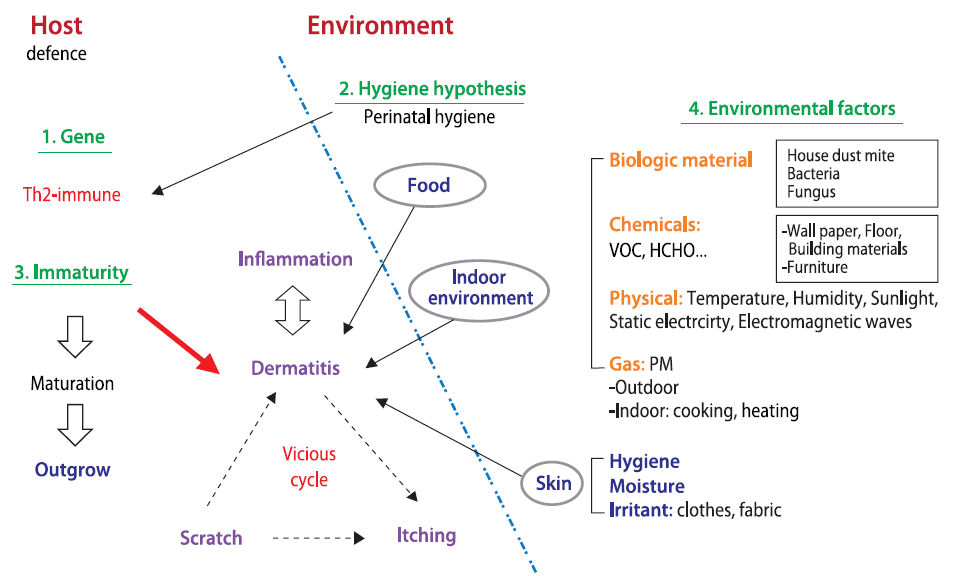 Host
defence
Environment
1. Gene
Th2-immune
2. Hygiene hypothesis
Perinatal hygiene
3. Immaturity
Maturation
Outgrow
Food
Inflammation
Indoor
environment
Dermatitis
Vicious
cycle
Scratch
Itching
Skin
4. Environmental factors
Biologic material
House dust mite
Bacteria
Fungus
Chemicals:
VOC, HCHO...
-Wall paper, Floor,
Building materials
-Furniture
Physical: Temperature, Humidity, Sunlight,
Static electrcirty, Electromagnetic waves
Gas: PM
-Outdoor
-Indoor: cooking, heating
Hygiene
Moisture
Irritant: clothes, fabric